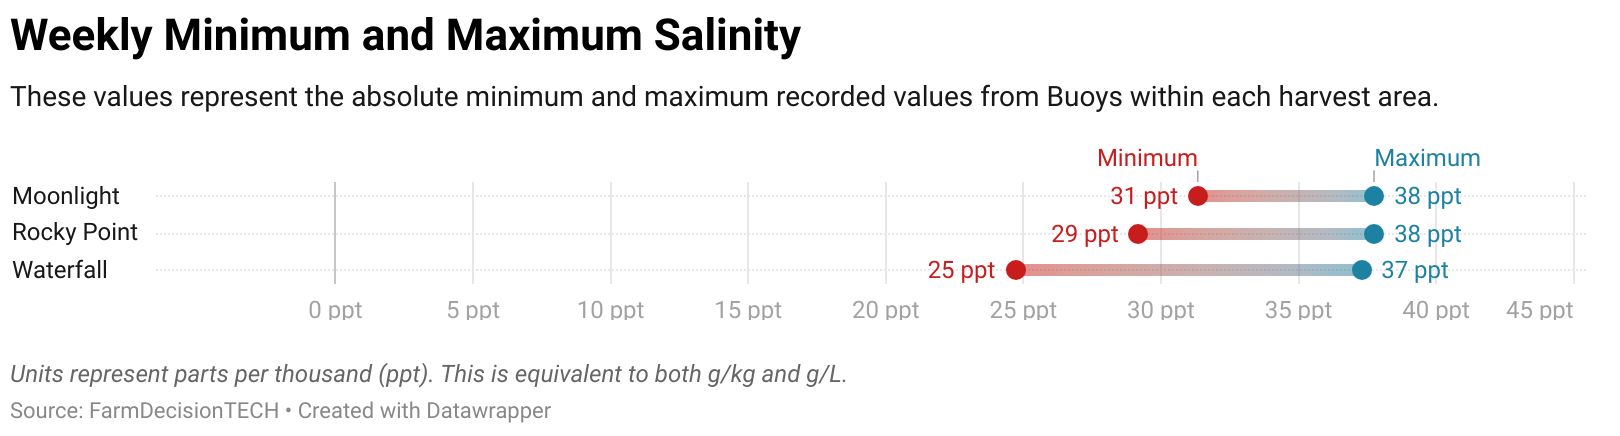 Weekly Minimum and Maximum Salinity
These values represent the absolute minimum and maximum recorded values from Buoys within each harvest area.
Minimum Maximum
Moonlight 31 ppt 38 ppt
Rocky Point 29 ppt 38 ppt
Waterfall 25 ppt 37 ppt
0 ppt 5 ppt 10 ppt 15 ppt 20 ppt 25 ppt 30 ppt 35 ppt 40 ppt 45 ppt
Units represent parts per thousand (ppt). This is equivalent to both g/kg and g/L.
Source: FarmDecisionTECH • Created with Datawrapper